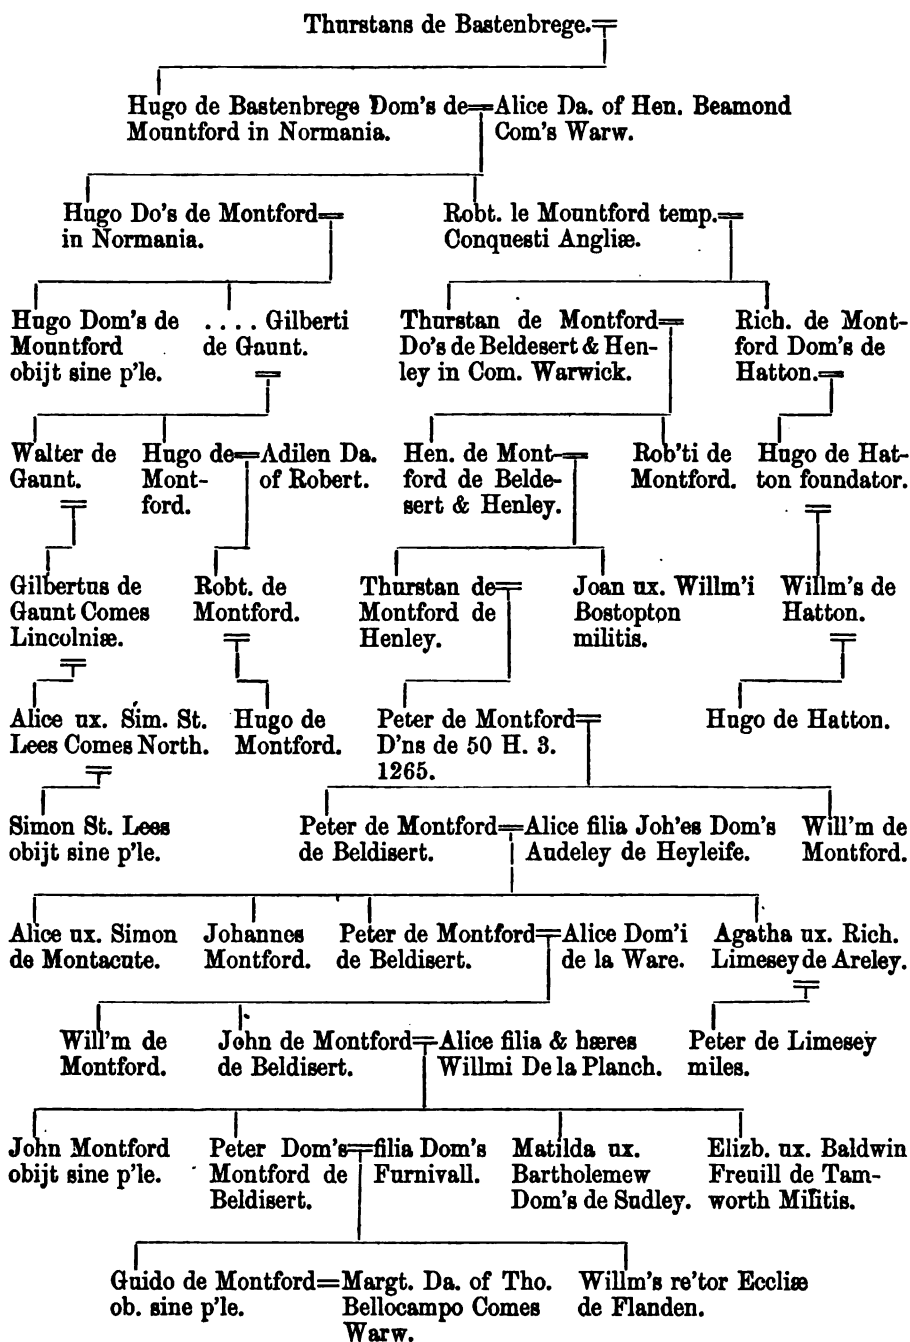 Thurstans de Bastenbrege.
Hugo de Bastenbrege Dom's de
Mountford in Normania.
Alice Da. of Hen. Beamond
Com's Warw.
Hugo Do's de Montford
in Normania.
Robt. le Mountford temp.
Conquesti Angliæ.
Hugo Dom's de
Mountford
obijt sine p'le.
.... Gilberti
de Gaunt.
Thurstan de Montford
Do's de Beldesert & Hen-
ley in Com. Warwick.
Rich. de Mont-
ford Dom's de
Hatton.
Walter de
Gaunt.
Hugo de
Mont-
ford.
Adilen Da.
of Robert.
Hen. de Mont-
ford de Belde-
sert & Henley.
Rob'ti de
Montford.
Hugo de Hat-
ton foundator.
Gilbertus de
Gaunt Comes
Lincolniæ.
Robt. de
Montford.
Thurstan de
Montford de
Henley.
Joan ux. Willm'i
Bostopton
militis.
Willm's de
Hatton.
Alice ux. Sim. St.
Lees Comes North.
Hugo de
Montford.
Peter de Montford
D'ns de 50 H. 3.
1265.
Hugo de Hatton.
Simon St. Lees
obijt sine p'le.
Peter de Montford
de Beldisert.
Alice filia Joh'es Dom's
Audeley de Heyleife.
Will'm de
Montford.
Alice ux. Simon
de Montacute.
Johannes
Montford.
Peter de Montford
de Beldisert.
Alice Dom'i
de la Ware.
Agatha ux. Rich.
Limesey de Areley.
Will'm de
Montford.
John de Montford
de Beldisert.
Alice filia & hæres
Willmi De la Planch.
Peter de Limesey
miles.
John Montford
obijt sine p'le.
Peter Dom's
Montford de
Beldisert.
filia Dom's
Furnivall.
Matilda ux.
Bartholemew
Dom's de Sudley.
Elizb. ux. Baldwin
Freuill de Tam-
worth Militis.
Guido de Montford
ob. sine p'le.
Margt. Da. of Tho.
Bellocampo Comes
Warw.
Willm's re'tor Eccliæ
de Flanden.